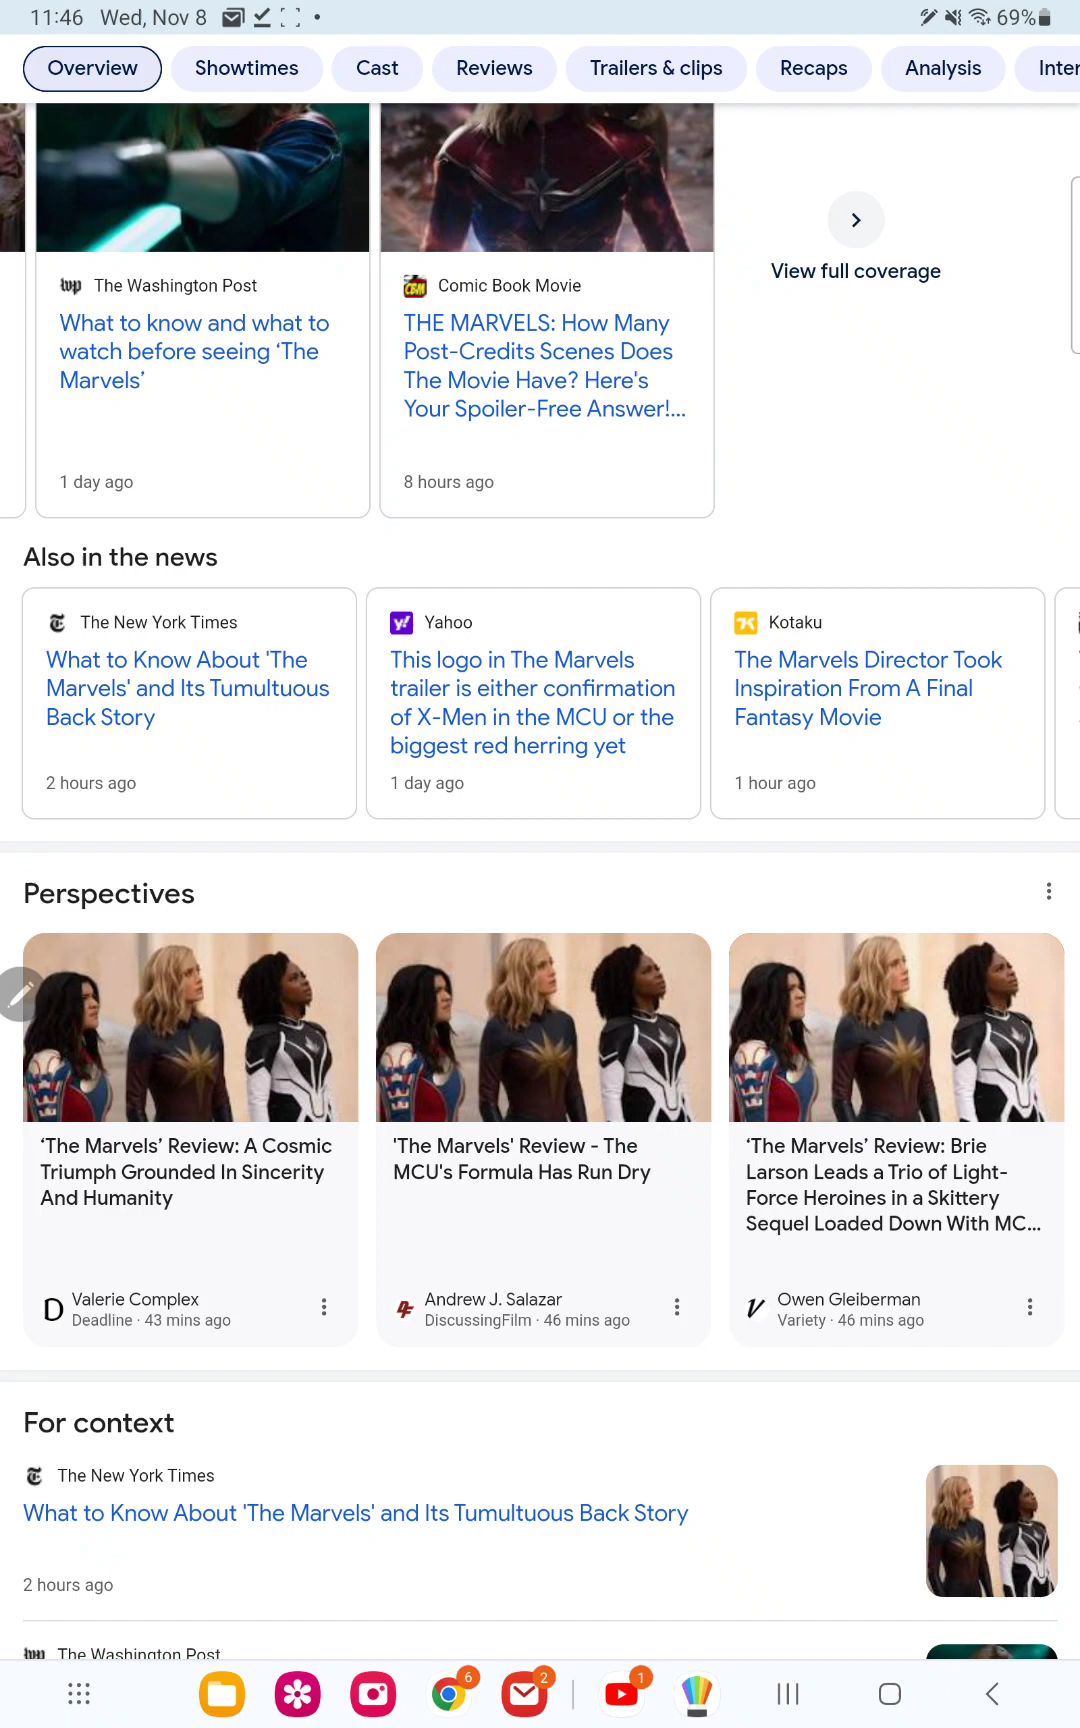 11:46 Wed, Nov 8
69%
Overview
Showtimes
Cast
Reviews
Trailers & clips
Recaps
Analysis
Inter
The Washington Post
What to know and what to
watch before seeing ‘The
Marvels’
1 day ago
Comic Book Movie
THE MARVELS: How Many
Post-Credits Scenes Does
The Movie Have? Here's
Your Spoiler-Free Answer!...
8 hours ago
View full coverage
Also in the news
The New York Times
What to Know About 'The
Marvels' and Its Tumultuous
Back Story
2 hours ago
Yahoo
This logo in The Marvels
trailer is either confirmation
of X-Men in the MCU or the
biggest red herring yet
1 day ago
Kotaku
The Marvels Director Took
Inspiration From A Final
Fantasy Movie
1 hour ago
Perspectives
‘The Marvels’ Review: A Cosmic
Triumph Grounded In Sincerity
And Humanity
Valerie Complex
Deadline · 43 mins ago
'The Marvels' Review - The
MCU's Formula Has Run Dry
Andrew J. Salazar
DiscussingFilm · 46 mins ago
‘The Marvels’ Review: Brie
Larson Leads a Trio of Light-
Force Heroines in a Skittery
Sequel Loaded Down With MC...
Owen Gleiberman
Variety · 46 mins ago
For context
The New York Times
What to Know About 'The Marvels' and Its Tumultuous Back Story
2 hours ago
The Washington Post
6
2
1